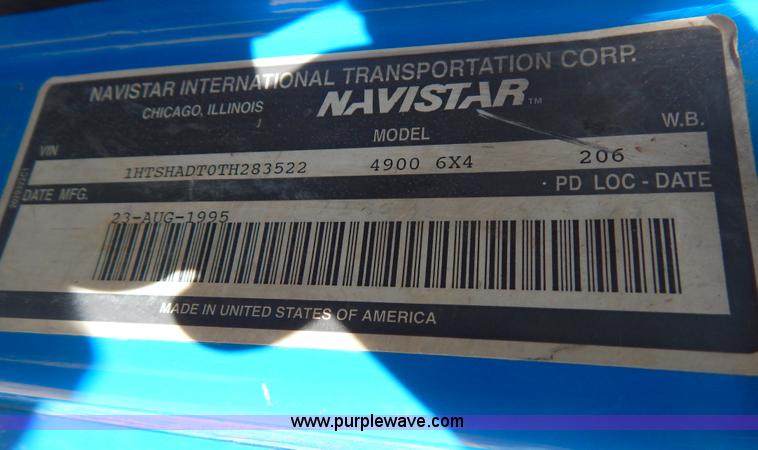 NAVISTAR INTERNATIONAL TRANSPORTATION CORP.
CHICAGO, ILLINOIS NAVISTAR TM
VIN MODEL W.B.
1HTSHADT0TH283522 4900 6X4 206
DATE MFG. PD LOC - DATE
23-AUG-1995
MADE IN UNITED STATES OF AMERICA
www.purplewave.com